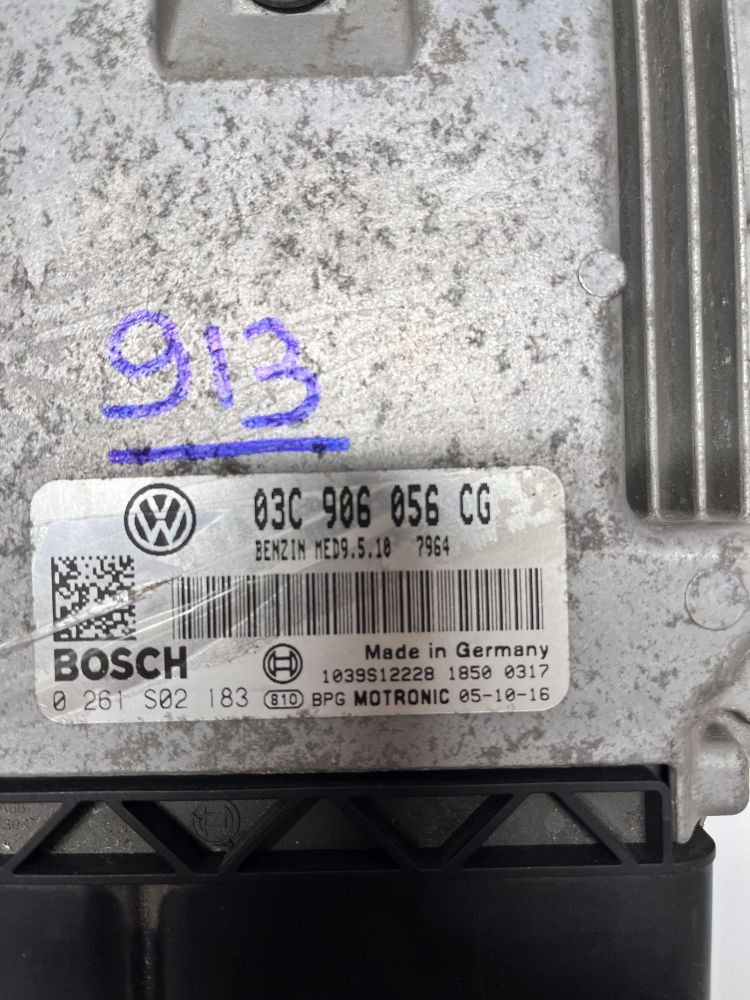 913
03C 906 056 CG
BENZIN MED9.5.10 7964
BOSCH
Made in Germany
1039S12228 1850 0317
0 261 S02 183 810 BPG MOTRONIC 05-10-16